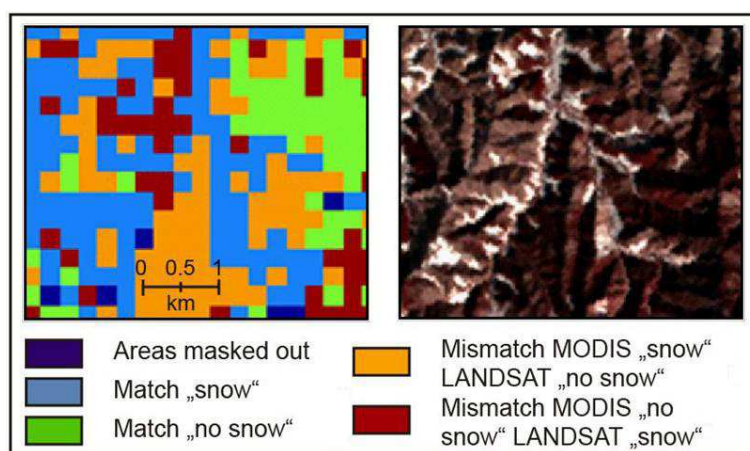 0 0.5 1
km
Areas masked out
Match „snow“
Match „no snow“
Mismatch MODIS „snow“
LANDSAT „no snow“
Mismatch MODIS „no
snow“ LANDSAT „snow“